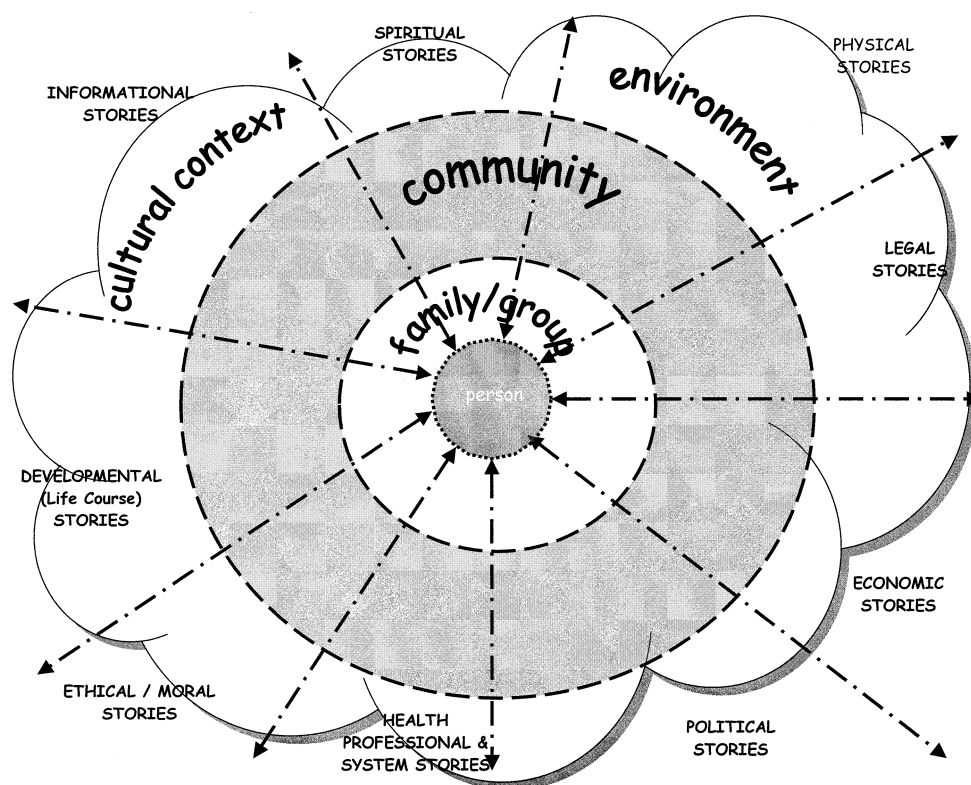 SPIRITUAL
STORIES
PHYSICAL
STORIES
environment
INFORMATIONAL
STORIES
cultural context
community
LEGAL
STORIES
family/group
person
DEVELOPMENTAL
(Life Course)
STORIES
ECONOMIC
STORIES
ETHICAL / MORAL
STORIES
HEALTH
PROFESSIONAL &
SYSTEM STORIES
POLITICAL
STORIES